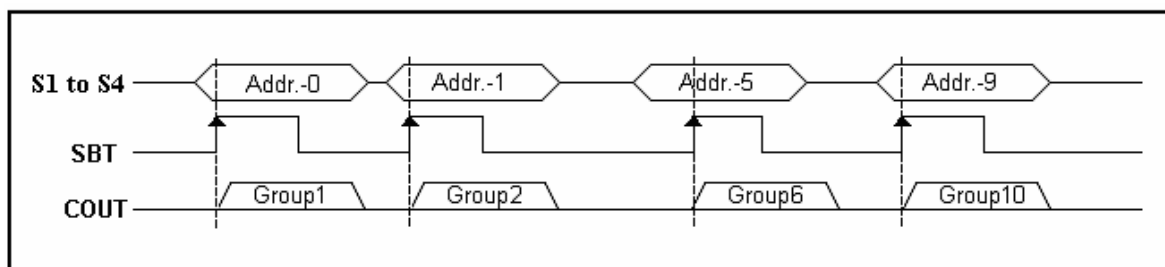 S1 to S4 Addr.-0 Addr.-1 Addr.-5 Addr.-9
SBT
COUT Group1 Group2 Group6 Group10